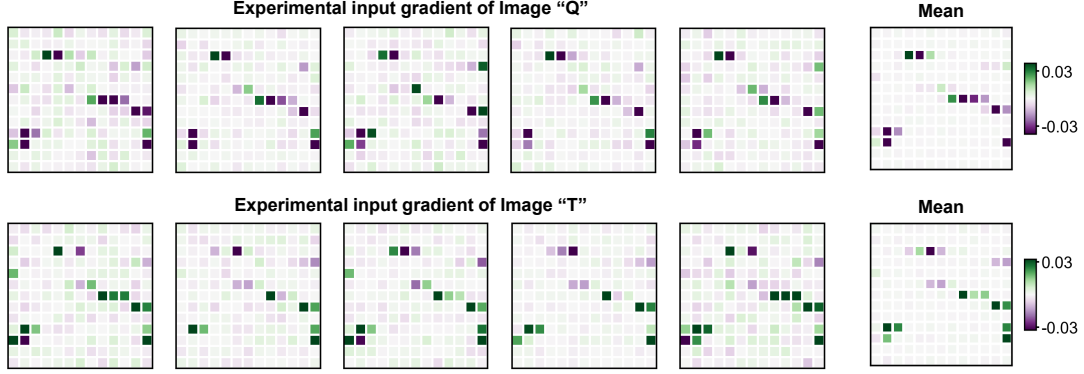 Experimental input gradient of Image “Q”
Mean
0.03
-0.03
Experimental input gradient of Image “T”
Mean
0.03
-0.03